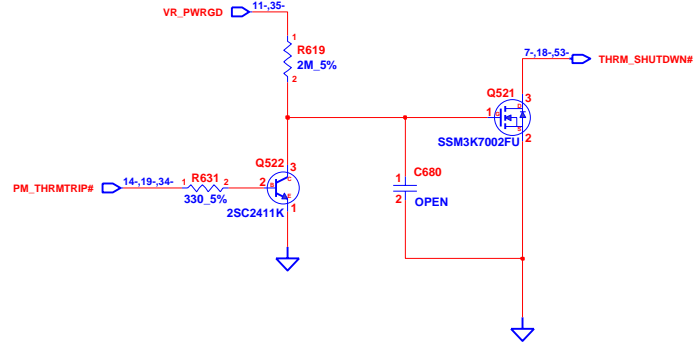 VR_PWRGD 11-,35-
1
R619
2M_5%
2
7-,18-,53- THRM_SHUTDWN#
Q521
3
D
1 G
S
2
SSM3K7002FU
Q522
3
C
PM_THRMTRIP# 14-,19-,34- 1 R631 2 2 B
330_5%
E
1
2SC2411K
C680
1
2
OPEN